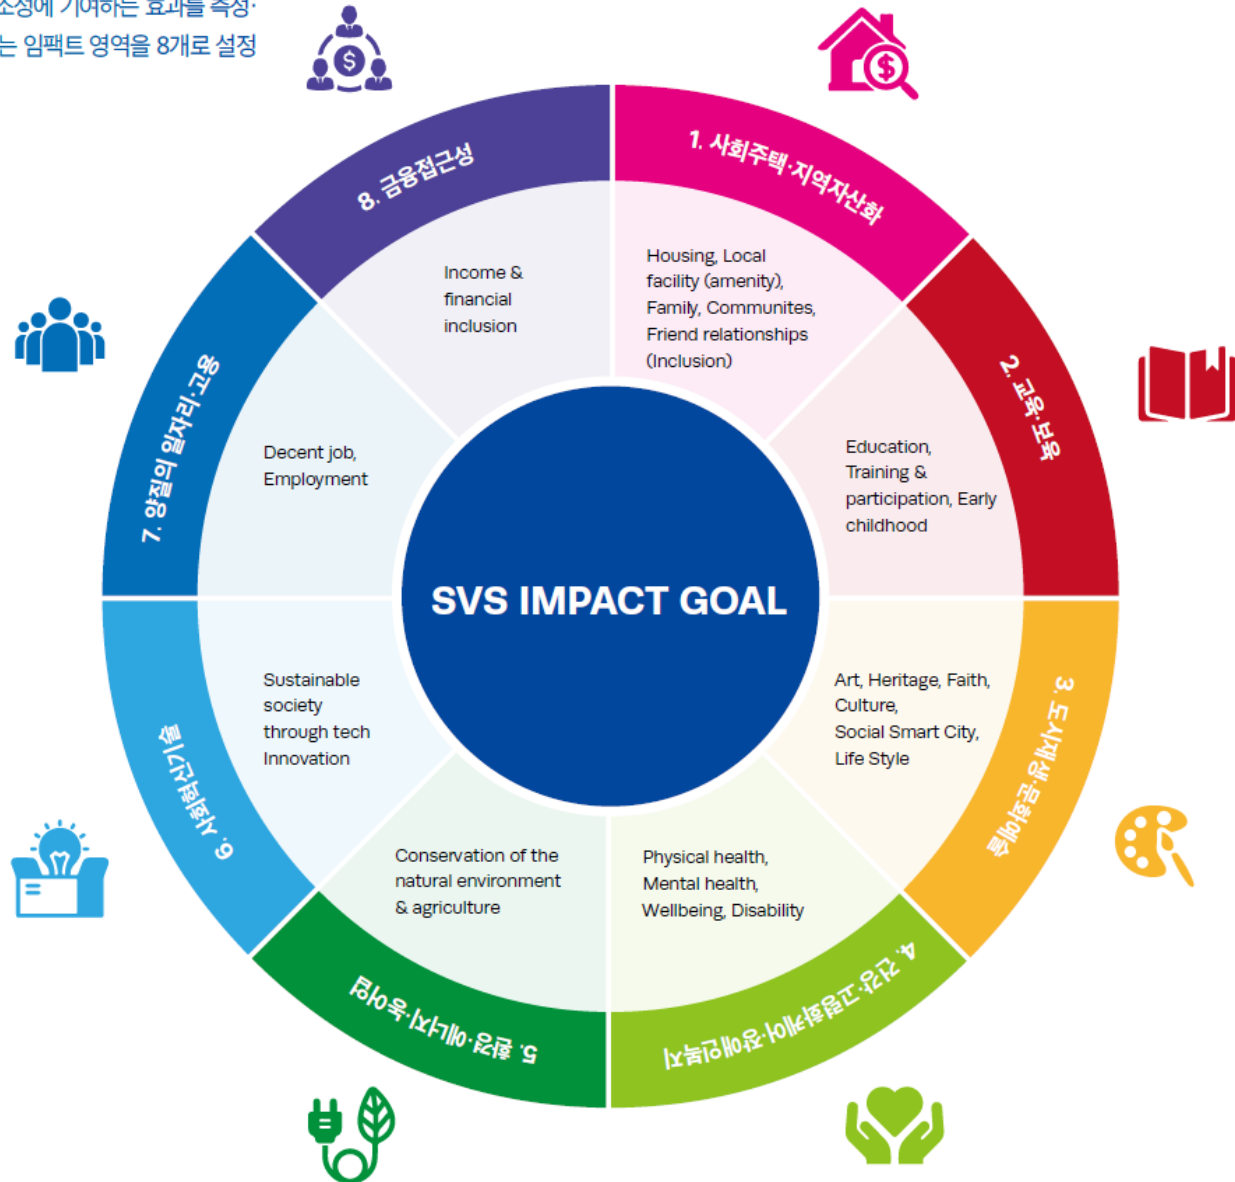 소성에 기여하는 효과를 측정·
는 임팩트 영역을 8개로 설정
1. 사회주택·지역자산화
Housing, Local
facility (amenity),
Family, Communites,
Friend relationships
(Inclusion)
2. 교육·보육
Education,
Training &
participation, Early
childhood
3. 도시재생·문화예술
Art, Heritage, Faith,
Culture,
Social Smart City,
Life Style
4. 건강·고령화케어·장애인복지
Physical health,
Mental health,
Wellbeing, Disability
5. 환경·에너지·농어업
Conservation of the
natural environment
& agriculture
6. 사회혁신기술
Sustainable
society
through tech
Innovation
7. 양질의 일자리·고용
Decent job,
Employment
8. 금융접근성
Income &
financial
inclusion
SVS IMPACT GOAL
$
$